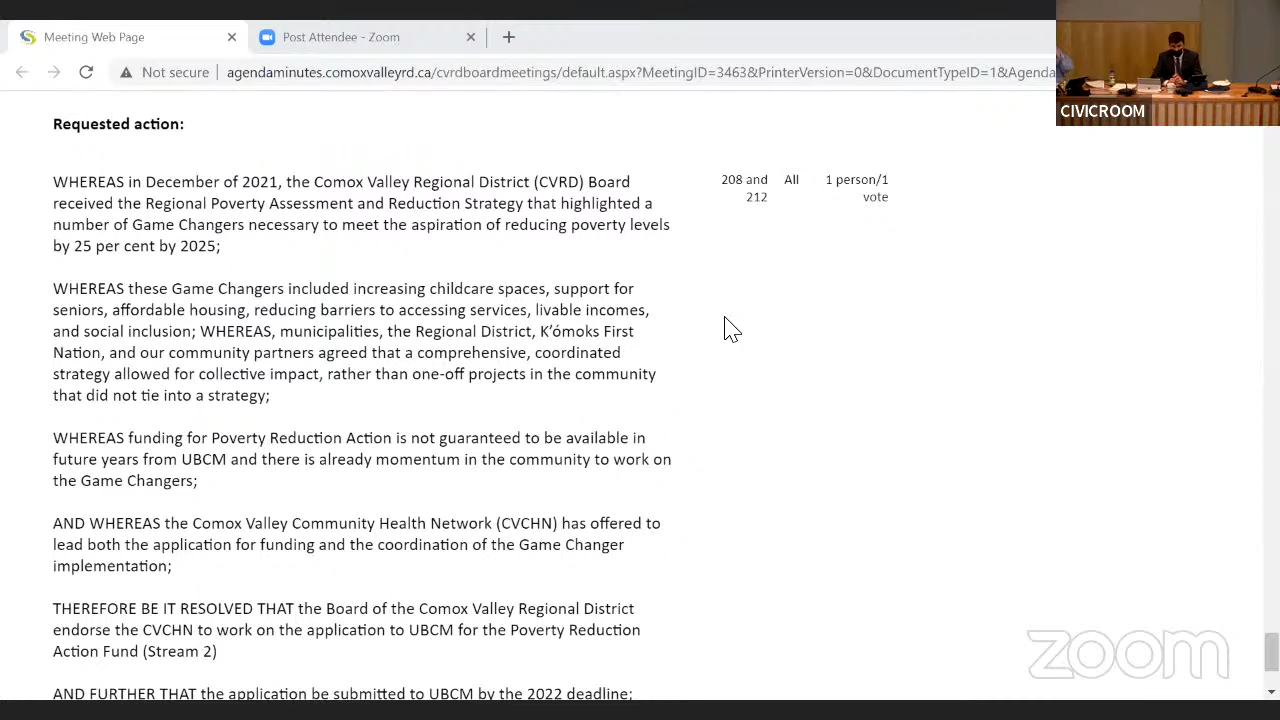 Meeting Web Page
Post Attendee - Zoom
Not secure
agendaminutes.comoxvalleyrd.ca/cvrdboardmeetings/default.aspx?MeetingID=3463&PrinterVersion=0&DocumentTypeID=1&Agenda
CIVICROOM
Requested action:
WHEREAS in December of 2021, the Comox Valley Regional District (CVRD) Board
received the Regional Poverty Assessment and Reduction Strategy that highlighted a
number of Game Changers necessary to meet the aspiration of reducing poverty levels
by 25 per cent by 2025;
208 and
212
All
1 person/1
vote
WHEREAS these Game Changers included increasing childcare spaces, support for
seniors, affordable housing, reducing barriers to accessing services, livable incomes,
and social inclusion; WHEREAS, municipalities, the Regional District, K’ómoks First
Nation, and our community partners agreed that a comprehensive, coordinated
strategy allowed for collective impact, rather than one-off projects in the community
that did not tie into a strategy;
WHEREAS funding for Poverty Reduction Action is not guaranteed to be available in
future years from UBCM and there is already momentum in the community to work on
the Game Changers;
AND WHEREAS the Comox Valley Community Health Network (CVCHN) has offered to
lead both the application for funding and the coordination of the Game Changer
implementation;
THEREFORE BE IT RESOLVED THAT the Board of the Comox Valley Regional District
endorse the CVCHN to work on the application to UBCM for the Poverty Reduction
Action Fund (Stream 2)
AND FURTHER THAT the application be submitted to UBCM by the 2022 deadline;
zoom